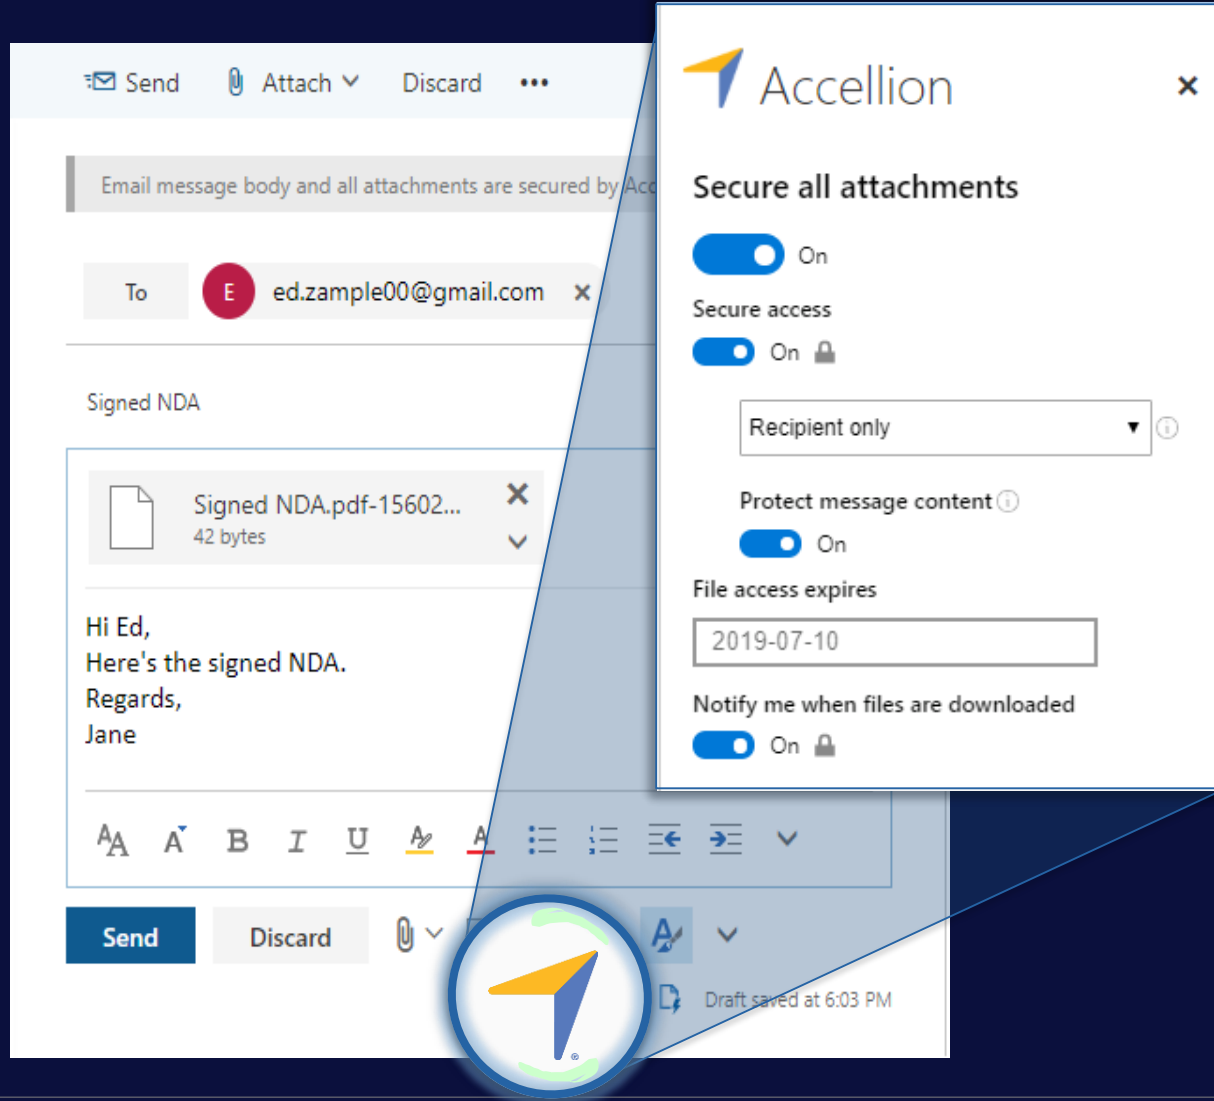 Send Attach Discard
Email message body and all attachments are secured by Acc
To E ed.zample00@gmail.com
Signed NDA
Signed NDA.pdf-15602...
42 bytes
Hi Ed,
Here's the signed NDA.
Regards,
Jane
Send Discard
Draft saved at 6:03 PM
Accellion
Secure all attachments
On
Secure access
On
Recipient only
Protect message content
On
File access expires
2019-07-10
Notify me when files are downloaded
On